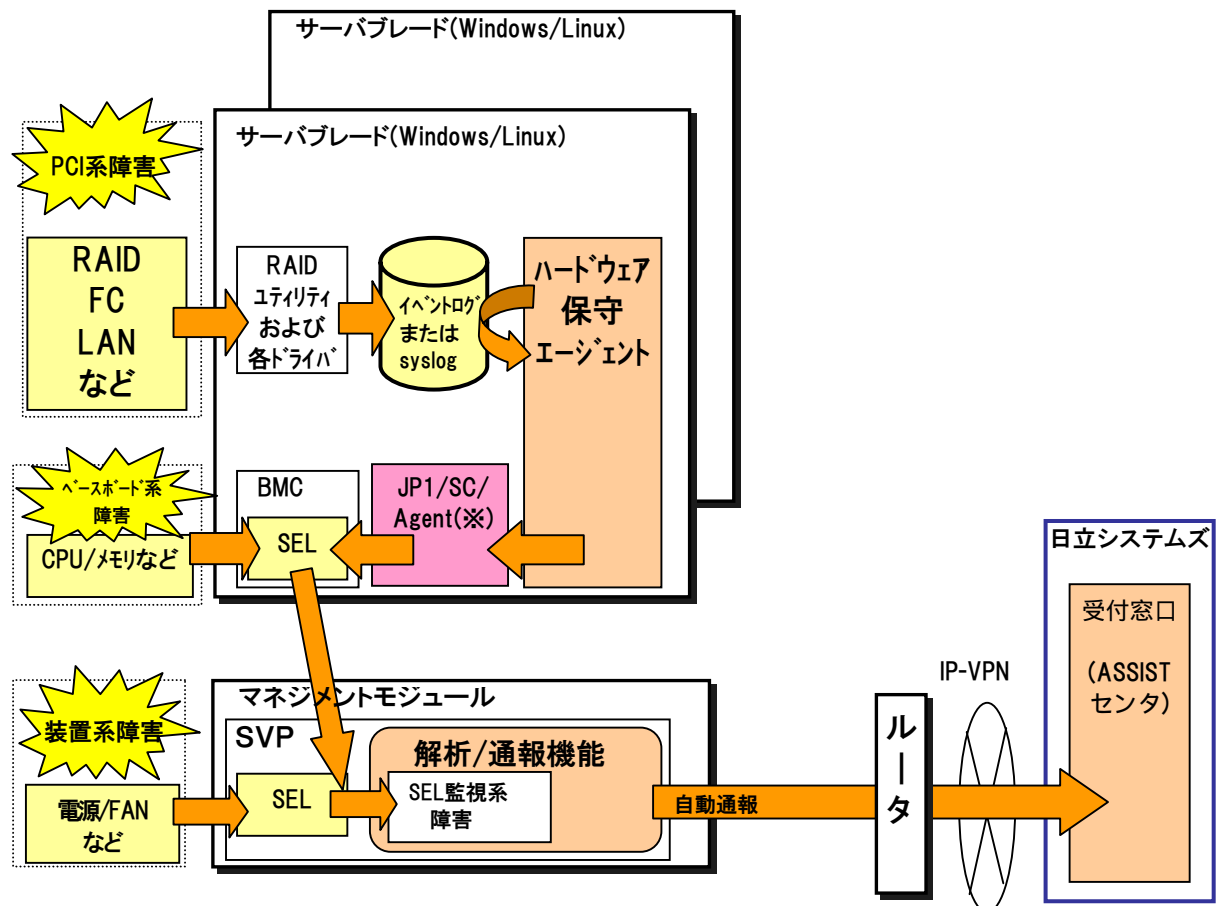 サーバブレード(Windows/Linux)
サーバブレード(Windows/Linux)
PCI系障害
RAID
FC
LAN
など
RAID
ユティリティ
および
各ドライバ
イベントログ
または
syslog
ハードウェア
保守
エージェント
ベースボード系
障害
CPU/メモリなど
BMC
SEL
JP1/SC/
Agent(※)
装置系障害
電源/FAN
など
マネジメントモジュール
SVP
SEL
解析/通報機能
SEL監視系
障害
自動通報
ルータ
IP-VPN
日立システムズ
受付窓口
(ASSIST
センタ)